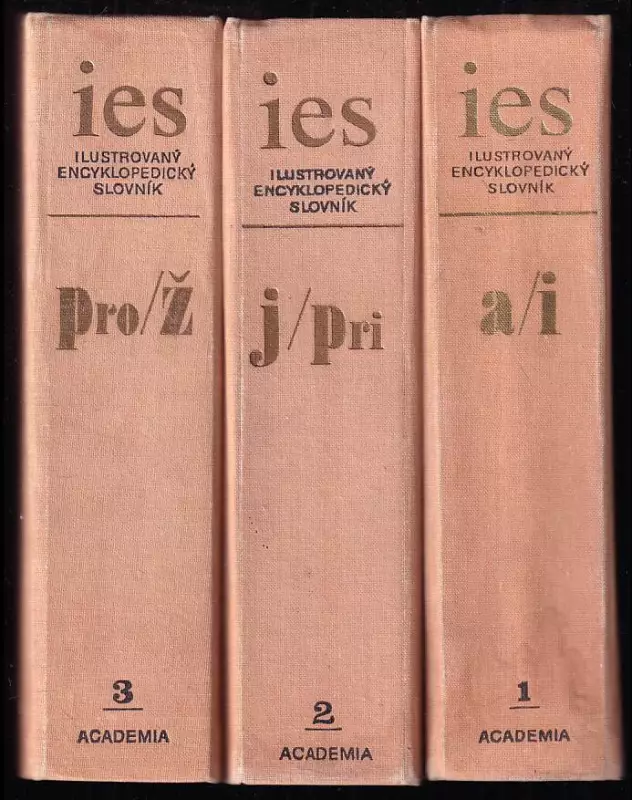 ies
ILUSTROVANÝ
ENCYKLOPEDICKÝ
SLOVNÍK
pro/ž
3
ACADEMIA
ies
ILUSTROVANÝ
ENCYKLOPEDICKÝ
SLOVNÍK
j/pri
2
ACADEMIA
ies
ILUSTROVANÝ
ENCYKLOPEDICKÝ
SLOVNÍK
a/i
1
ACADEMIA